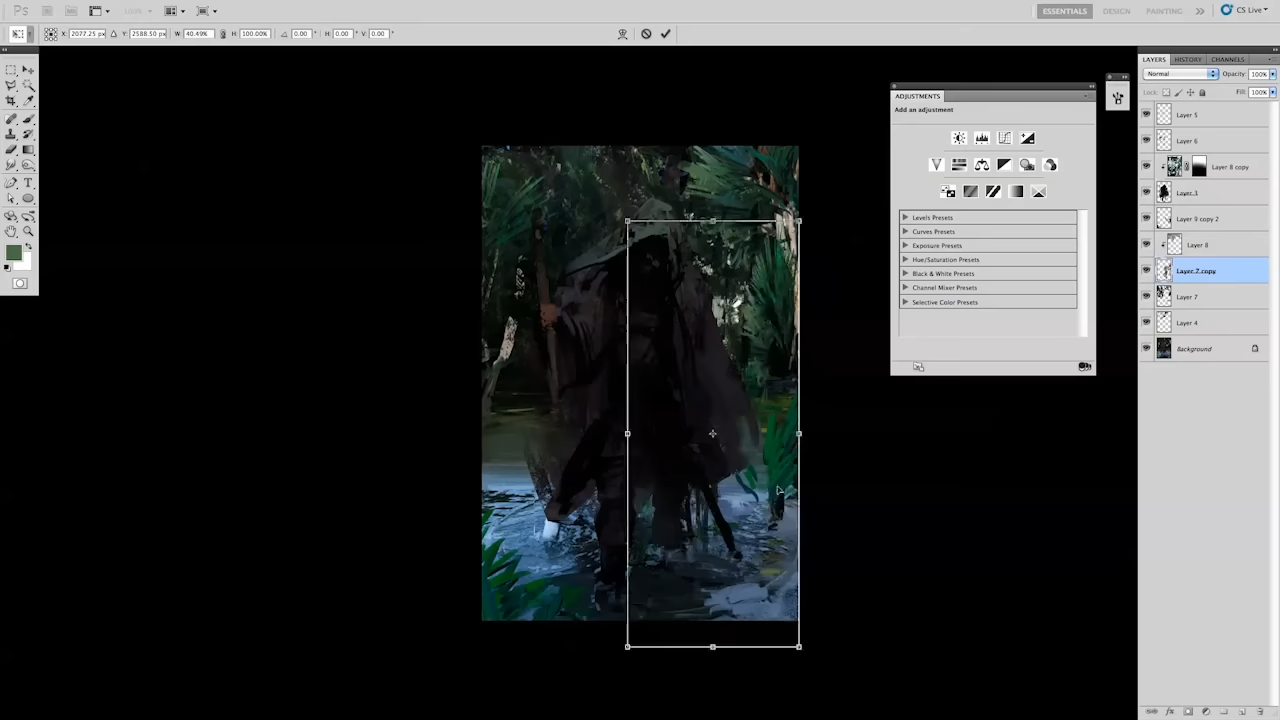 Ps 100% ESSENTIALS DESIGN PAINTING CS Live
X: 2077.25 px Y: 2588.50 px W: 40.49% H: 100.00% 0.00 ° H: 0.00 ° V: 0.00 °
LAYERS HISTORY CHANNELS
Normal Opacity: 100%
Lock: Fill: 100%
ADJUSTMENTS
Add an adjustment
Levels Presets
Curves Presets
Exposure Presets
Hue/Saturation Presets
Black & White Presets
Channel Mixer Presets
Selective Color Presets
Layer 5
Layer 6
Layer 8 copy
Layer 3
Layer 9 copy 2
Layer 8
Layer 7 copy
Layer 7
Layer 4
Background